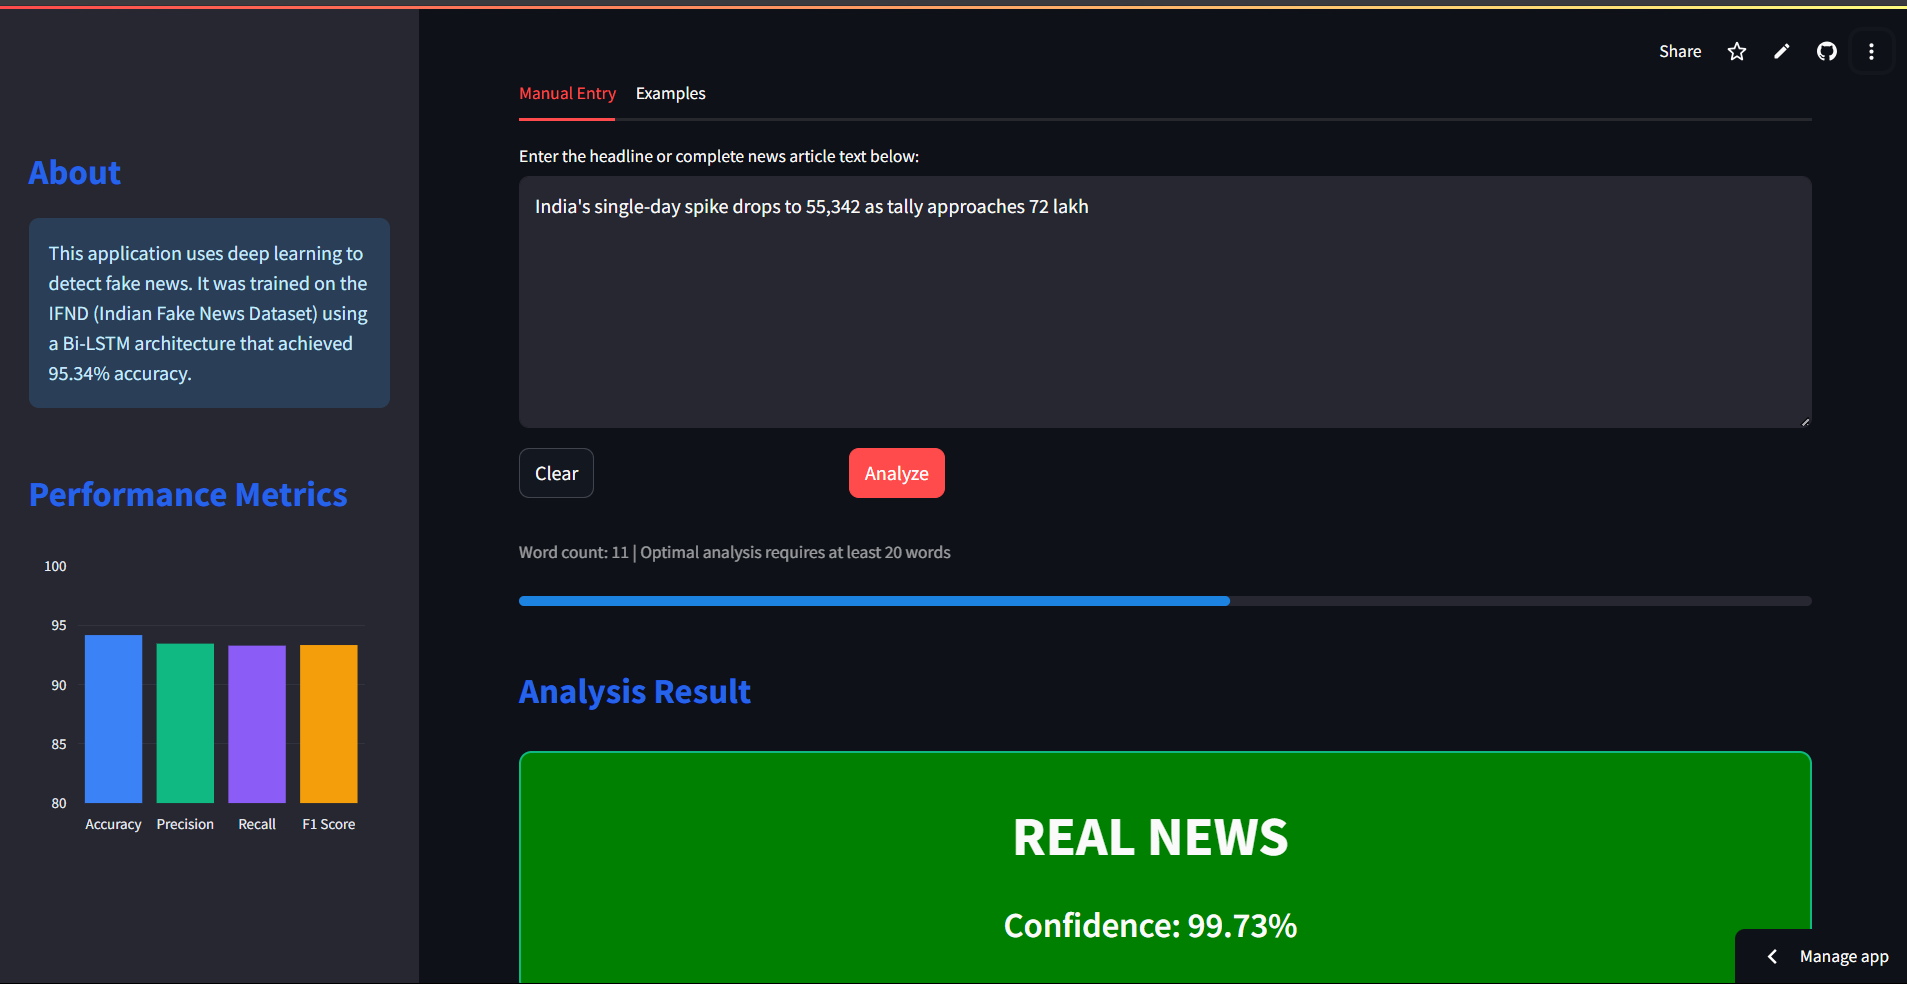 Share
Manual Entry
Examples
Enter the headline or complete news article text below:
India's single-day spike drops to 55,342 as tally approaches 72 lakh
Clear
Analyze
Word count: 11 | Optimal analysis requires at least 20 words
Analysis Result
REAL NEWS
Confidence: 99.73%
Manage app
About
This application uses deep learning to
detect fake news. It was trained on the
IFND (Indian Fake News Dataset) using
a Bi-LSTM architecture that achieved
95.34% accuracy.
Performance Metrics
100
95
90
85
80
Accuracy
Precision
Recall
F1 Score